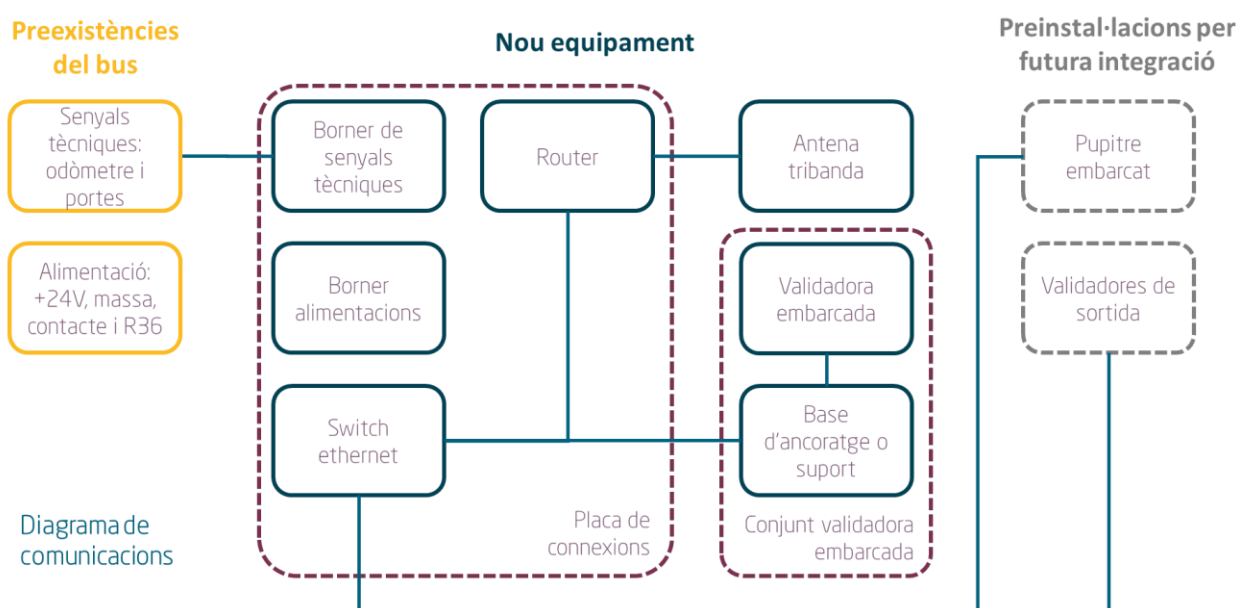 Preexistències
del bus
Nou equipament
Preinstal·lacions per
futura integració
Senyals
tècniques:
odòmetre i
portes
Borner de
senyals
tècniques
Router
Antena
tribanda
Pupitre
embarcat
Alimentació:
+24V, massa,
contacte i R36
Borner
alimentacions
Validadora
embarcada
Validadores de
sortida
Switch
ethernet
Base
d'ancoratge o
suport
Diagrama de
comunicacions
Placa de
connexions
Conjunt validadora
embarcada